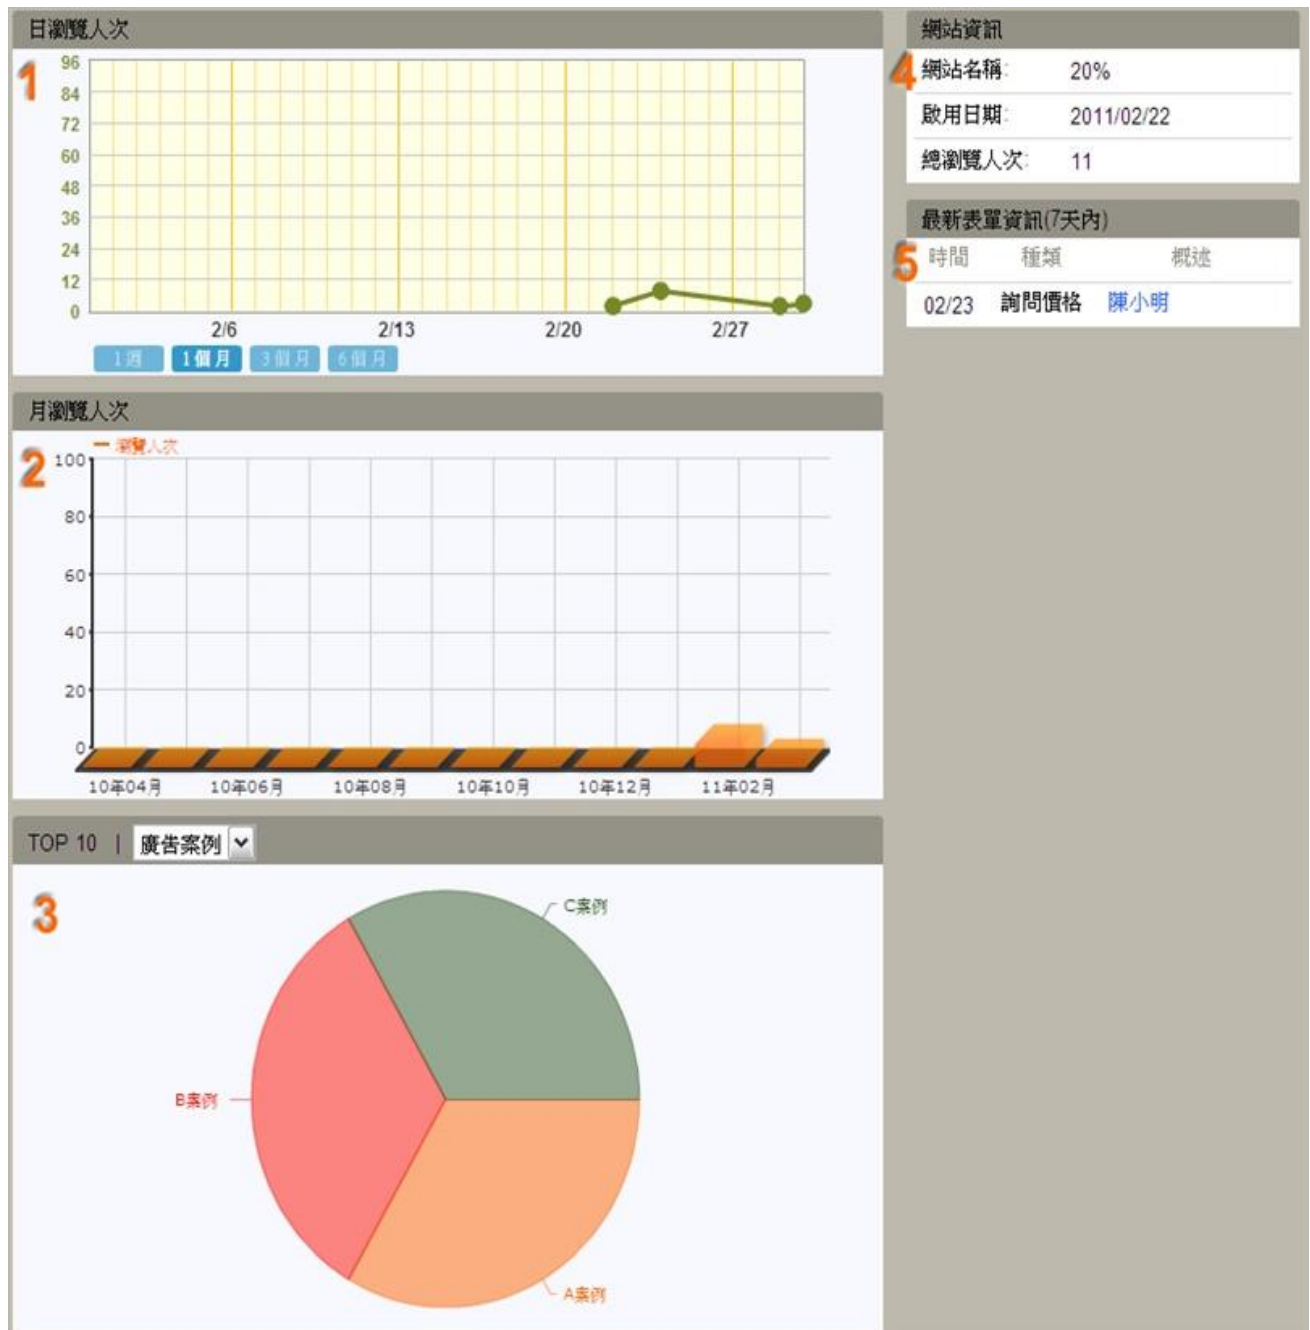 日瀏覽人次
1
96
84
72
60
48
36
24
12
0
2/6 2/13 2/20 2/27
1週 1個月 3個月 6個月
月瀏覽人次
2
瀏覽人次
100
80
60
40
20
0
10年04月 10年06月 10年08月 10年10月 10年12月 11年02月
TOP 10 | 廣告案例
3
C案例
B案例
A案例
網站資訊
4
網站名稱: 20%
啟用日期: 2011/02/22
總瀏覽人次: 11
最新表單資訊(7天內)
5
時間 種類 概述
02/23 詢問價格 陳小明